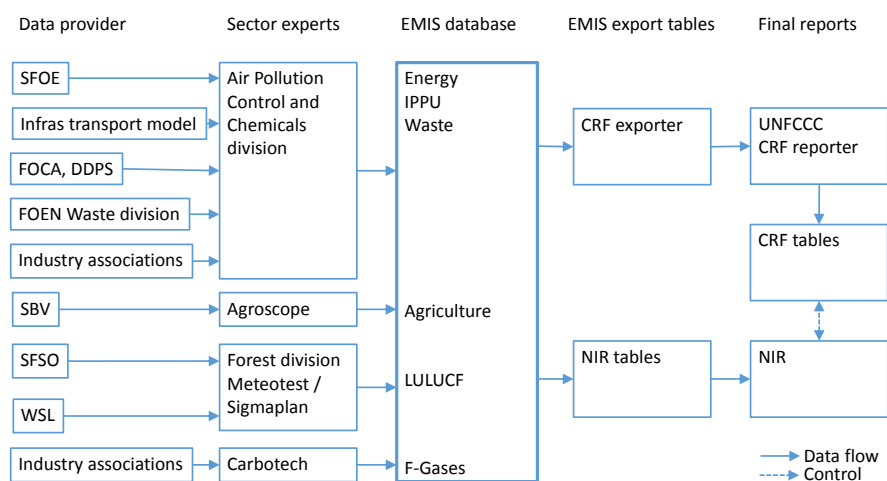 Data provider
Sector experts
EMIS database
EMIS export tables
Final reports
SFOE
Infras transport model
FOCA, DDPS
FOEN Waste division
Industry associations
SBV
SFSO
WSL
Industry associations
Air Pollution
Control and
Chemicals
division
Agroscope
Forest division
Meteotest /
Sigmaplan
Carbotech
Energy
IPPU
Waste
Agriculture
LULUCF
F-Gases
CRF exporter
NIR tables
UNFCCC
CRF reporter
CRF tables
NIR
Data flow
Control